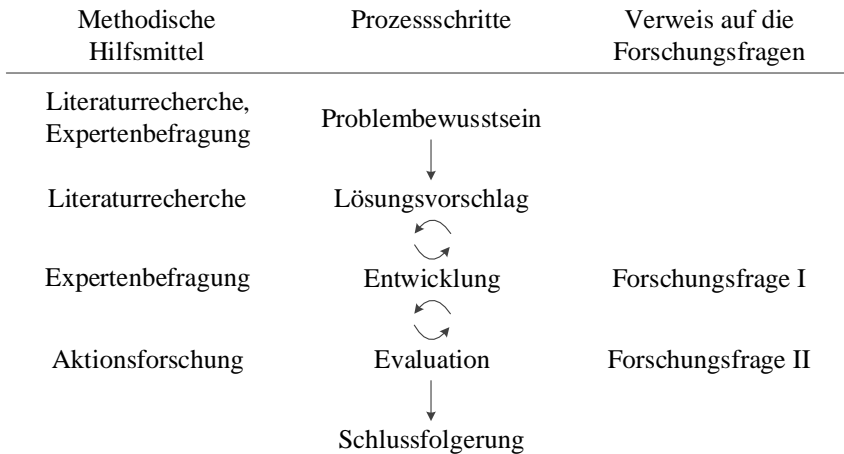 Methodische
Hilfsmittel
Prozessschritte
Verweis auf die
Forschungsfragen
Literaturrecherche,
Expertenbefragung
Problembewusstsein
Literaturrecherche
Lösungsvorschlag
Expertenbefragung
Entwicklung
Forschungsfrage I
Aktionsforschung
Evaluation
Forschungsfrage II
Schlussfolgerung